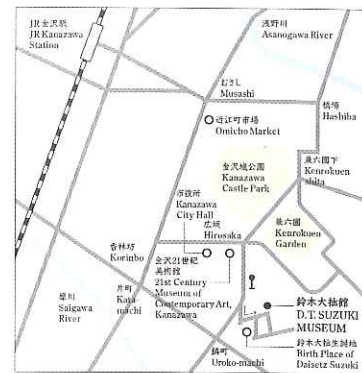 JR金沢駅
JR Kanazawa
Station
浅野川
Asanogawa River
むさし
Musashi
橋場
Hashiba
近江町市場
Omicho Market
金沢城公園
Kanazawa
Castle Park
兼六園下
Kenrokuen
shita
市役所
Kanazawa
City Hall
広坂
Hirosaka
兼六園
Kenrokuen
Garden
香林坊
Korinbo
金沢21世紀
美術館
21st Century
Museum of
Contemporary Art,
Kanazawa
片町
Kata
machi
犀川
Saigawa
River
鈴木大拙館
D.T. SUZUKI
MUSEUM
鈴木大拙生誕地
Birth Place of
Daisetz Suzuki
鱗町
Uroko-machi